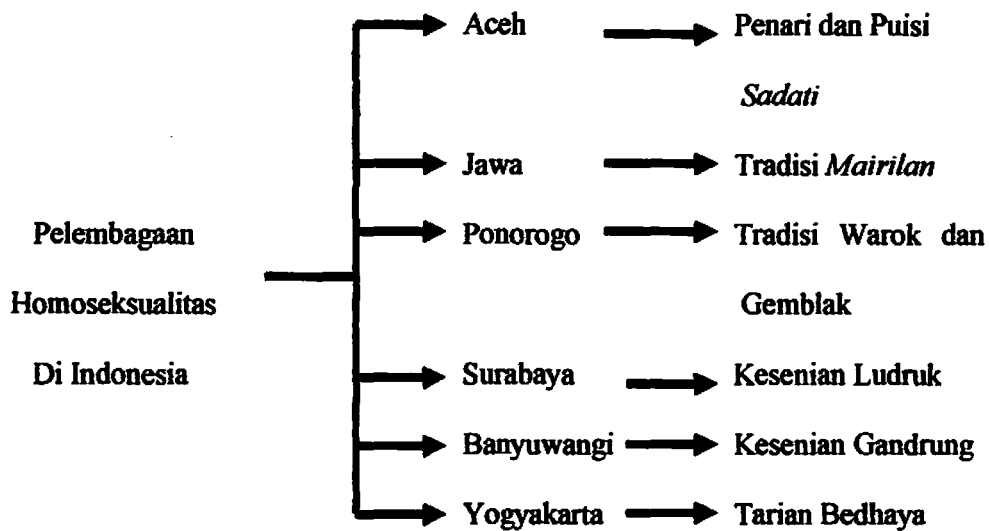 Aceh Penari dan Puisi
Sadati
Jawa Tradisi Mairilan
Pelembagaan Ponorogo Tradisi Warok dan
Homoseksualitas Gemblak
Di Indonesia Surabaya Kesenian Ludruk
Banyuwangi Kesenian Gandrung
Yogyakarta Tarian Bedhaya